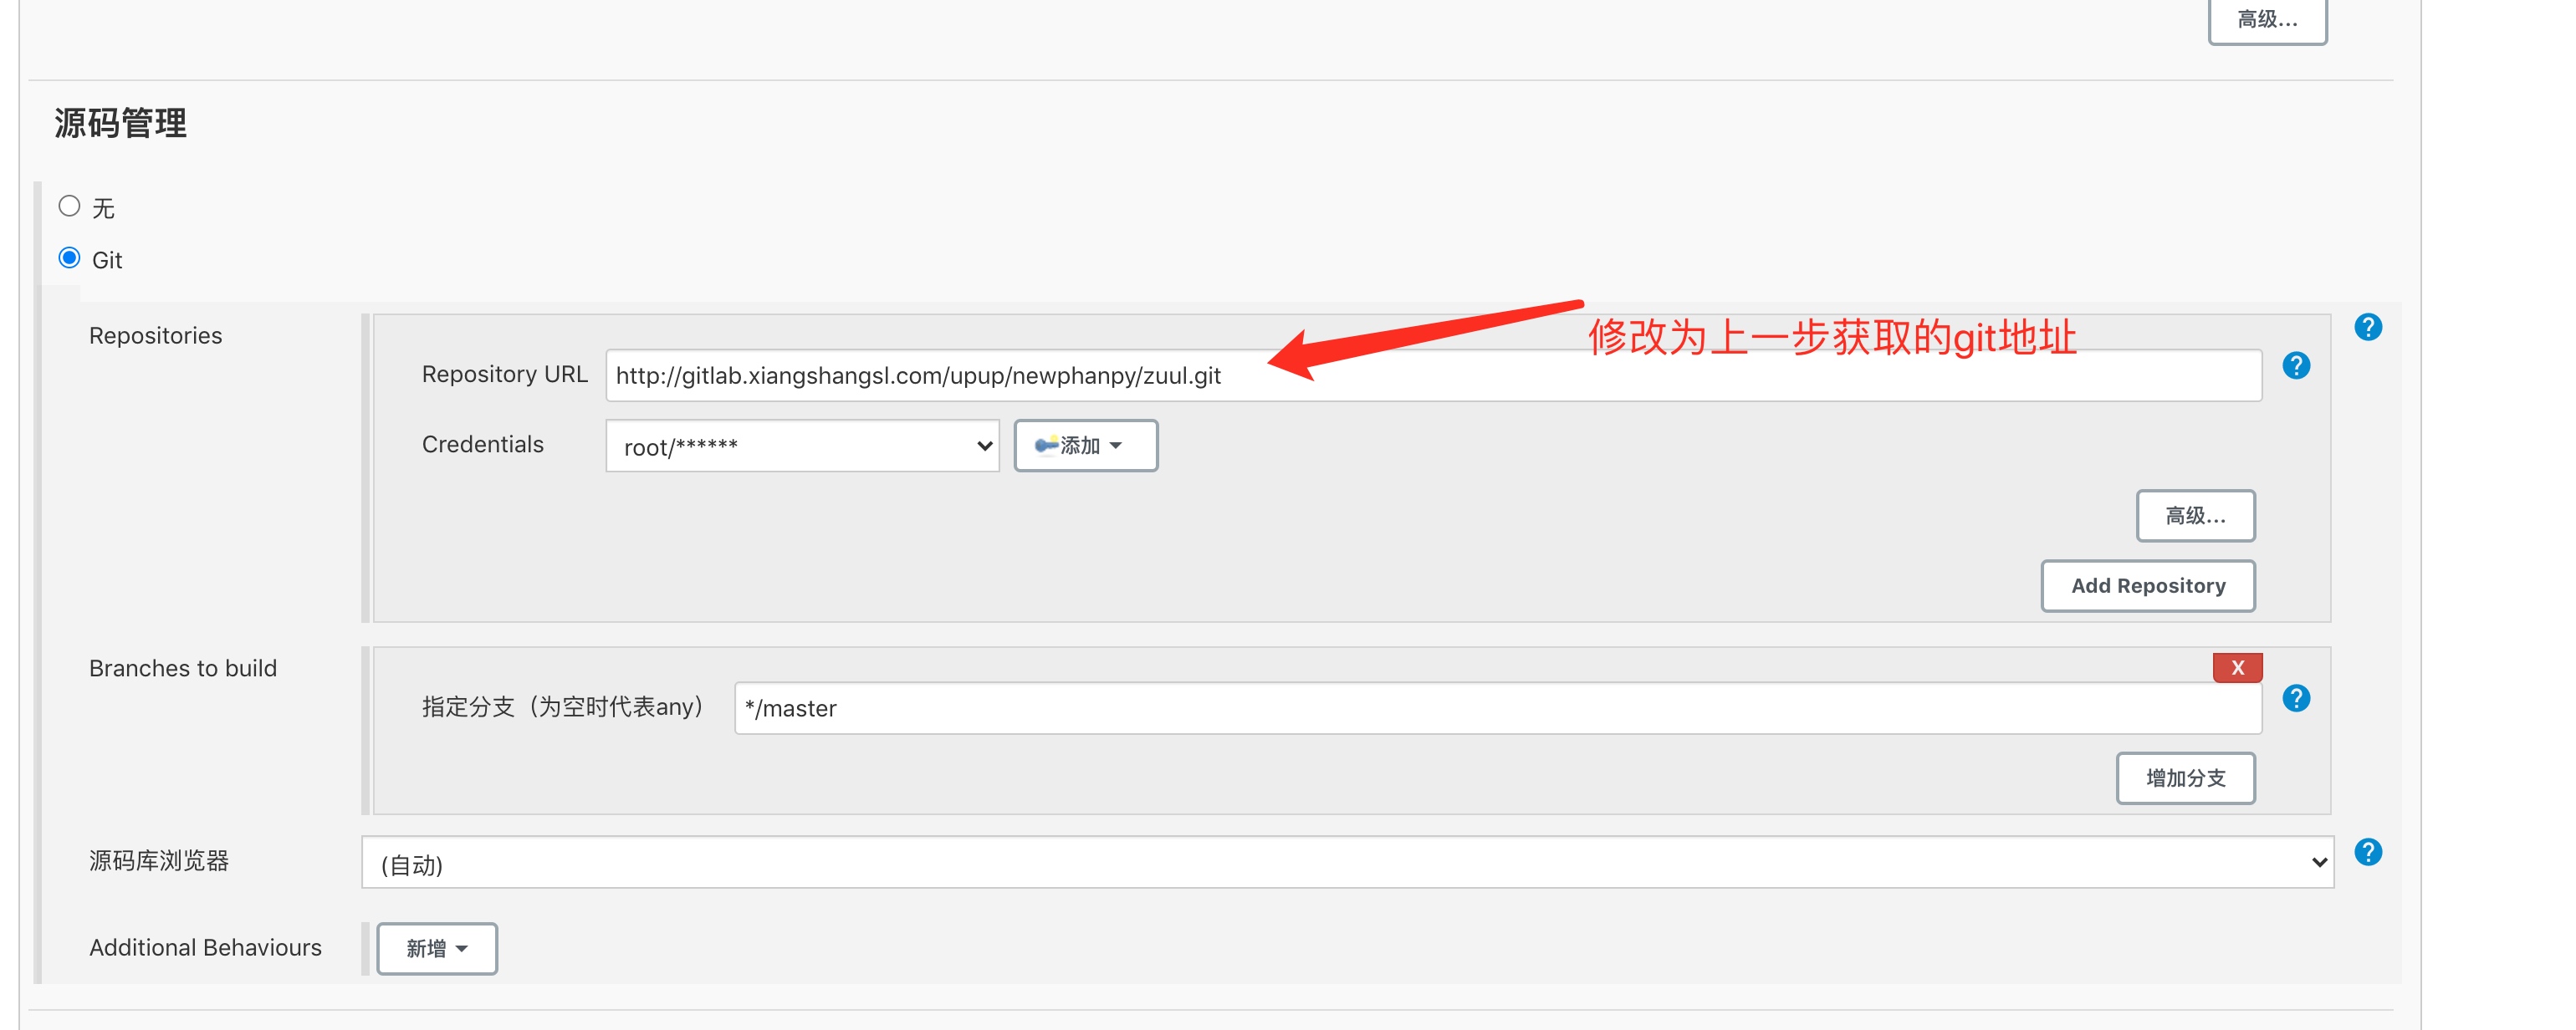 高级...
源码管理
无
Git
Repositories
修改为上一步获取的git地址
?
Repository URL http://gitlab.xiangshangsl.com/upup/newphanpy/zuul.git ?
Credentials root/****** 添加
高级...
Add Repository
Branches to build
X
指定分支（为空时代表any） */master ?
增加分支
源码库浏览器 (自动) ?
Additional Behaviours 新增